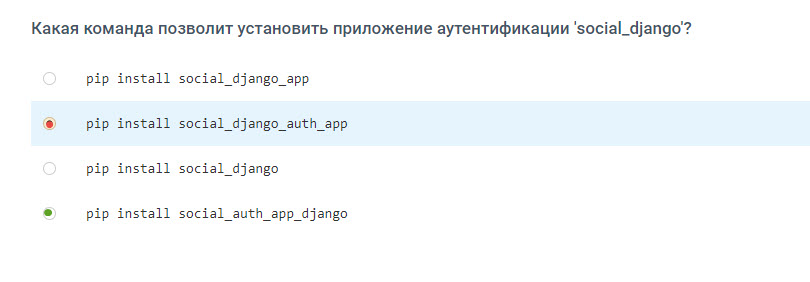 Какая команда позволит установить приложение аутентификации 'social_django'?
pip install social_django_app
pip install social_django_auth_app
pip install social_django
pip install social_auth_app_django